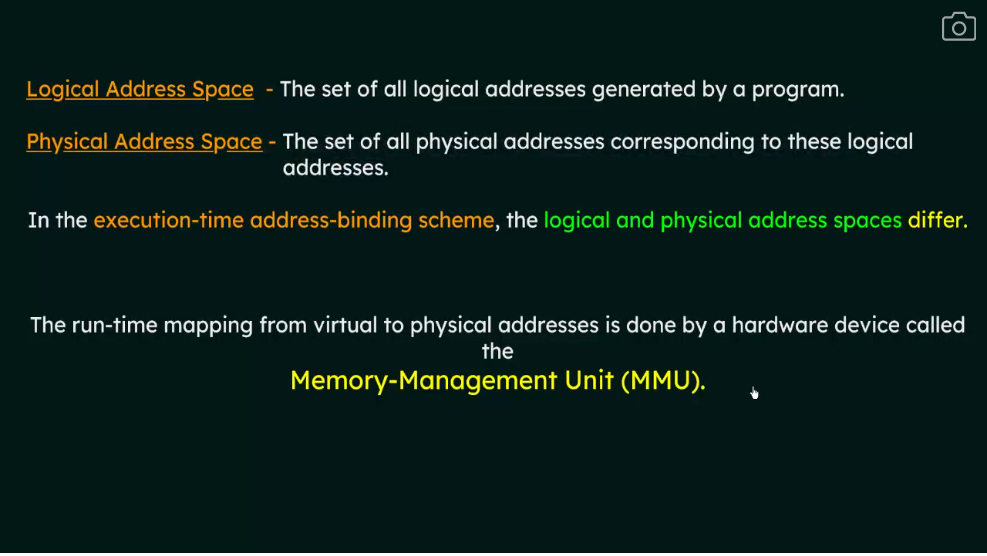 Logical Address Space - The set of all logical addresses generated by a program.
Physical Address Space - The set of all physical addresses corresponding to these logical
addresses.
In the execution-time address-binding scheme, the logical and physical address spaces differ.
The run-time mapping from virtual to physical addresses is done by a hardware device called
the
Memory-Management Unit (MMU).